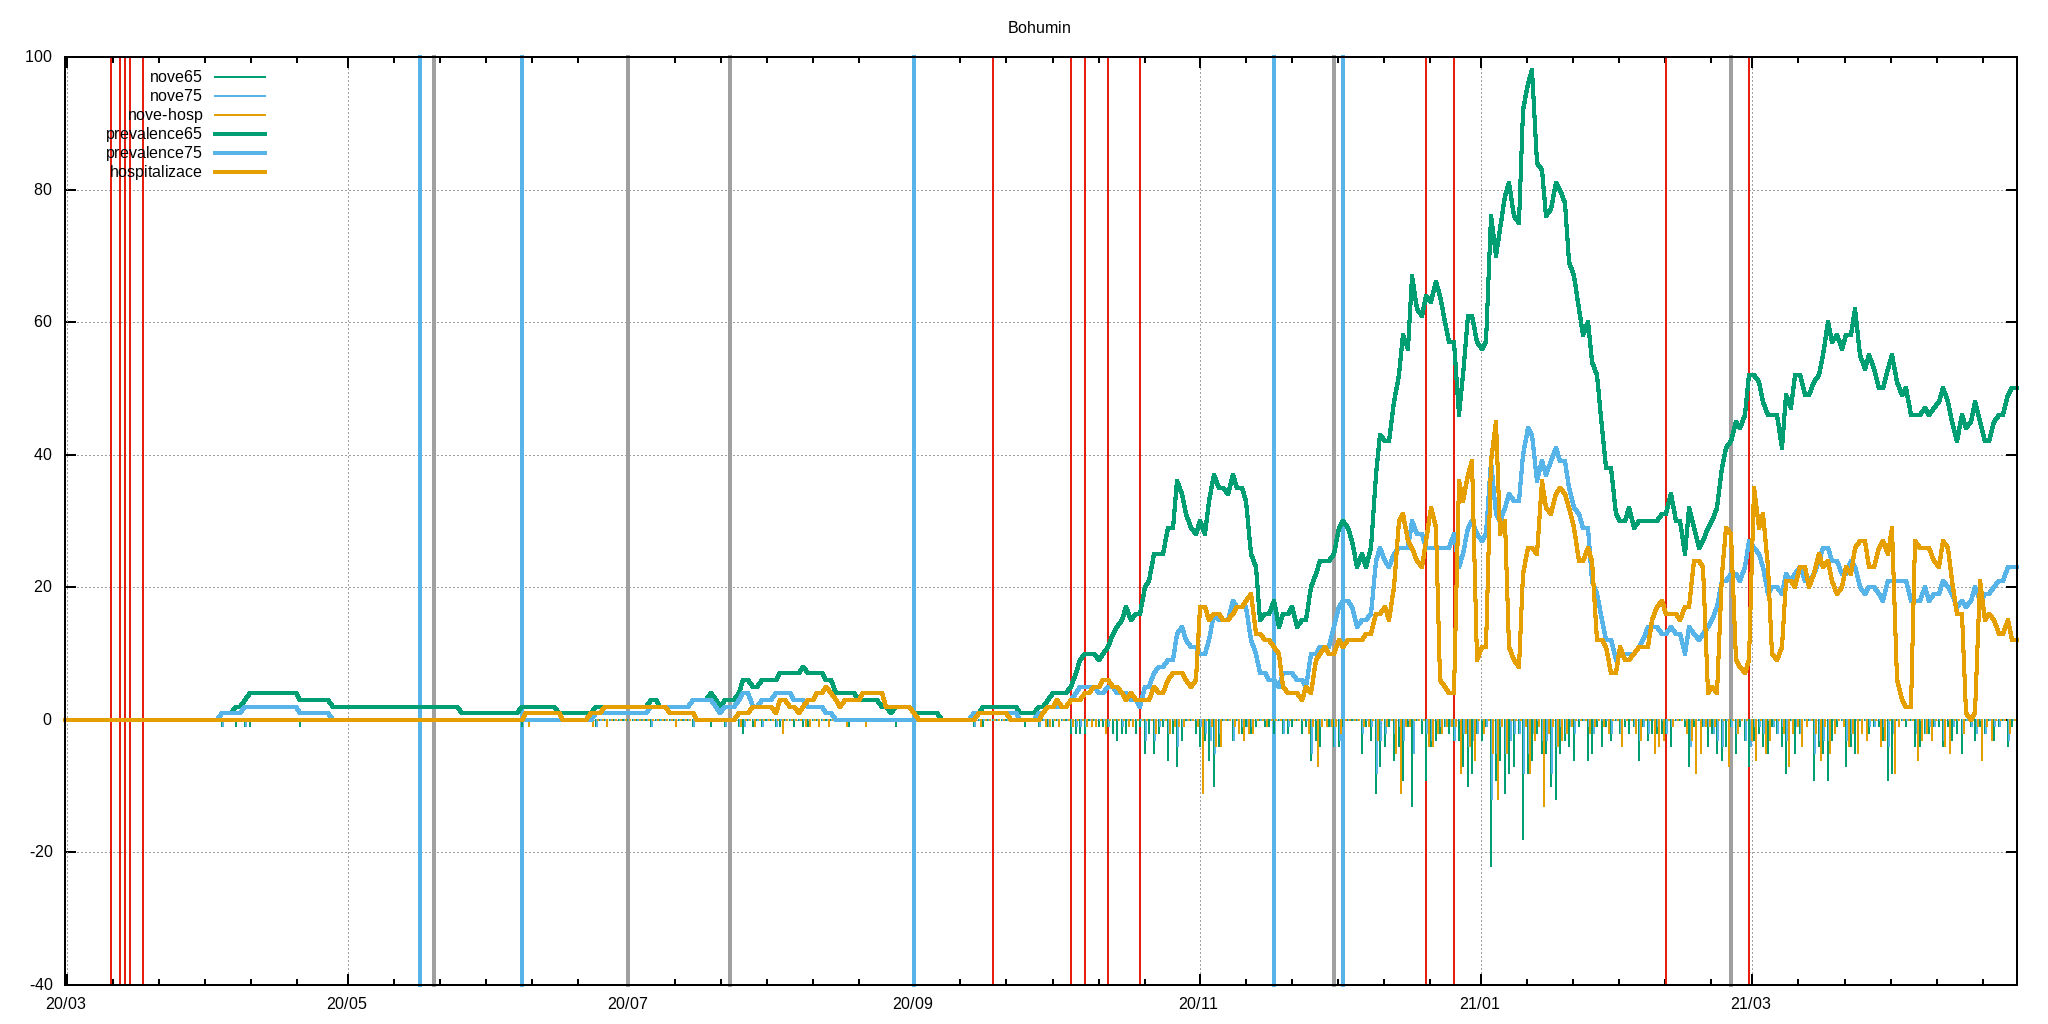 Bohumin
100
80
60
40
20
0
-20
-40
nove65
nove75
nove-hosp
prevalence65
prevalence75
hospitalizace
20/03 20/05 20/07 20/09 20/11 21/01 21/03